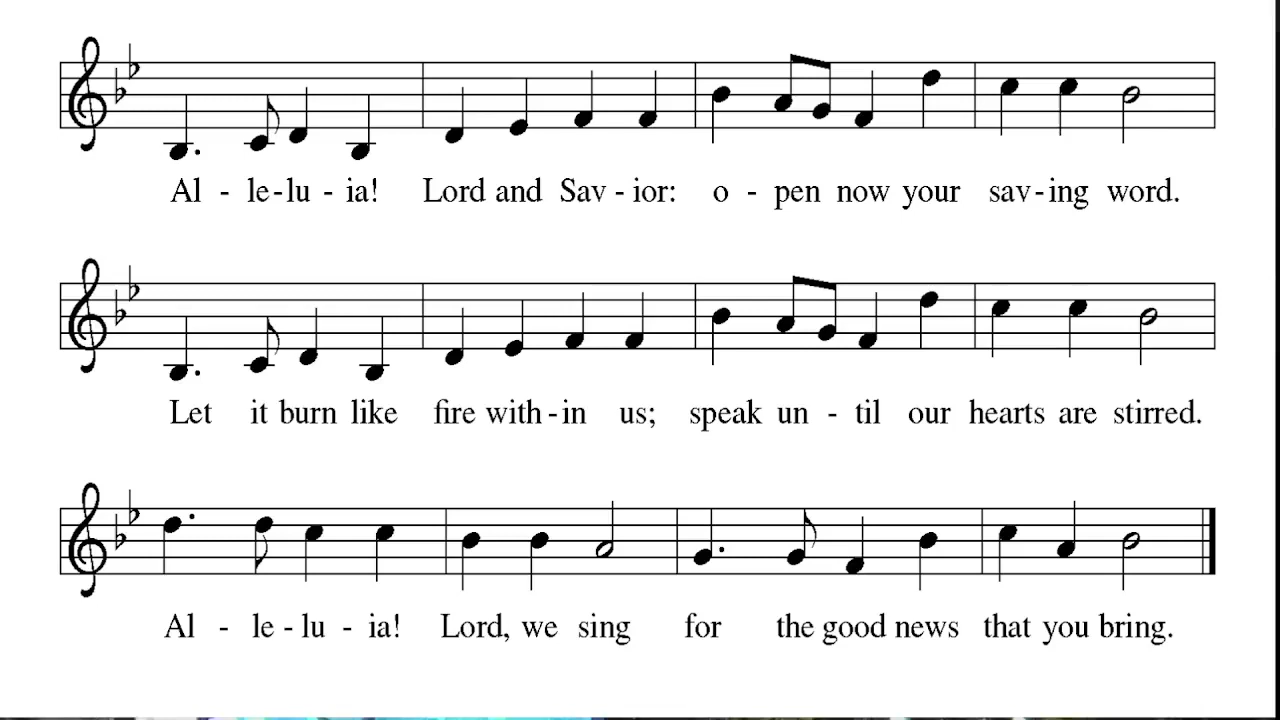 Al - le - lu - ia! Lord and Sav - ior: o - pen now your sav - ing word.
Let it burn like fire with - in us; speak un - til our hearts are stirred.
Al - le - lu - ia! Lord, we sing for the good news that you bring.